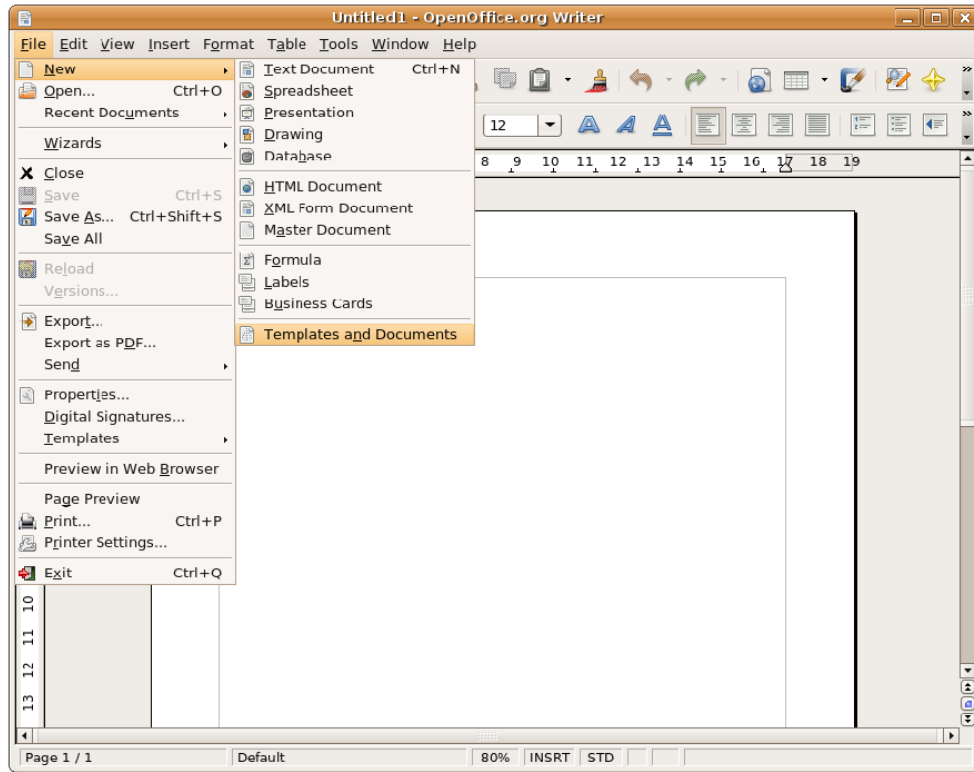 Untitled1 - OpenOffice.org Writer
File Edit View Insert Format Table Tools Window Help
New
Open... Ctrl+O
Recent Documents
Wizards
Close
Save Ctrl+S
Save As... Ctrl+Shift+S
Save All
Reload
Versions...
Export...
Export as PDF...
Send
Properties...
Digital Signatures...
Templates
Preview in Web Browser
Page Preview
Print... Ctrl+P
Printer Settings...
Exit Ctrl+Q
Text Document Ctrl+N
Spreadsheet
Presentation
Drawing
Database
HTML Document
XML Form Document
Master Document
Formula
Labels
Business Cards
Templates and Documents
12
8 9 10 11 12 13 14 15 16 17 18 19
10
11
12
13
Page 1 / 1 Default 80% INSRT STD